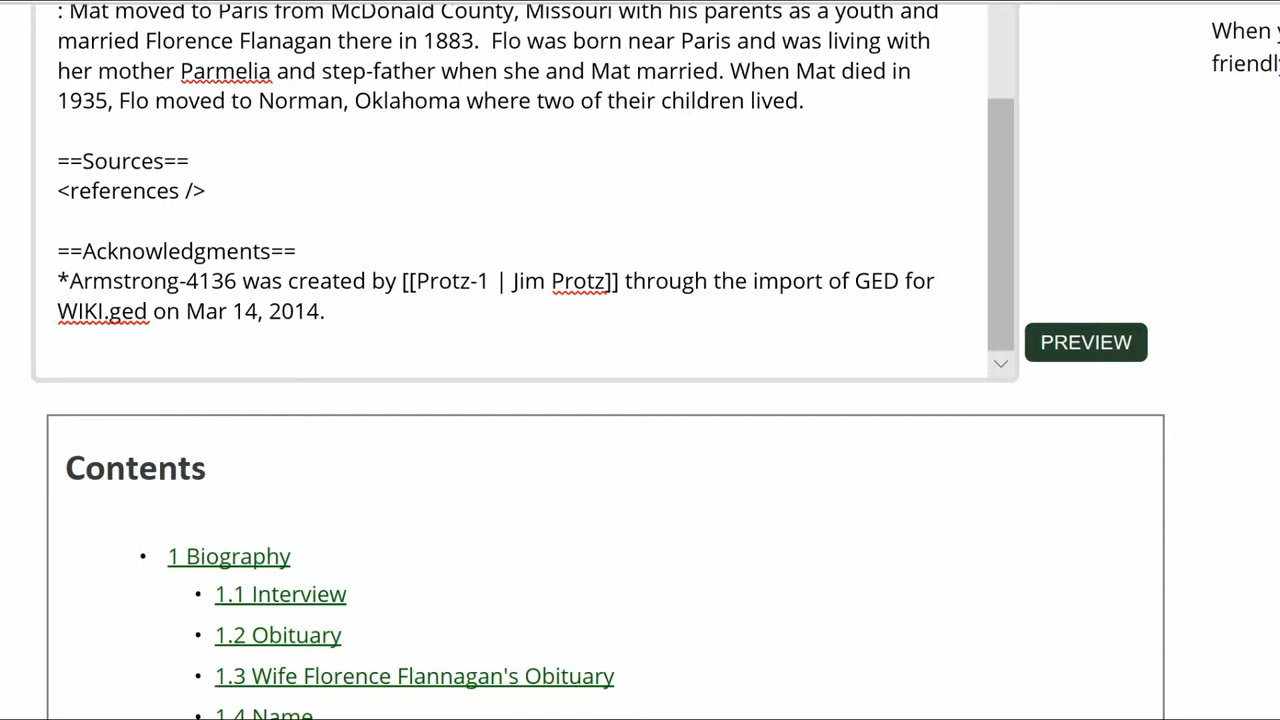 : Mat moved to Paris from McDonald County, Missouri with his parents as a youth and
married Florence Flanagan there in 1883.  Flo was born near Paris and was living with
her mother Parmelia and step-father when she and Mat married. When Mat died in
1935, Flo moved to Norman, Oklahoma where two of their children lived.
==Sources==
<references />
==Acknowledgments==
*Armstrong-4136 was created by [[Protz-1 | Jim Protz]] through the import of GED for
WIKI.ged on Mar 14, 2014.
When
friendly
PREVIEW
Contents
• 1 Biography
• 1.1 Interview
• 1.2 Obituary
• 1.3 Wife Florence Flannagan's Obituary
• 1.4 Name